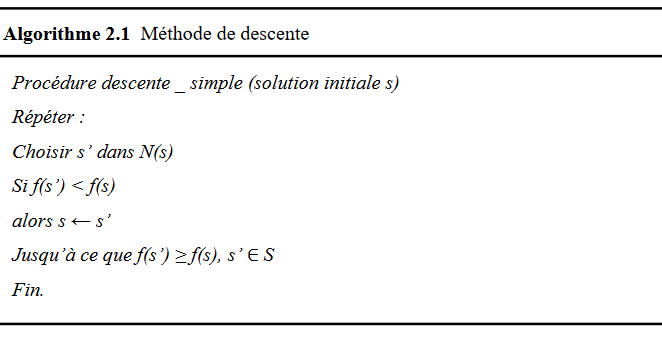 Algorithme 2.1 Méthode de descente
Procédure descente _ simple (solution initiale s)
Répéter :
Choisir s’ dans N(s)
Si f(s’) < f(s)
alors s ← s’
Jusqu’à ce que f(s’) ≥ f(s), s’ ∈ S
Fin.